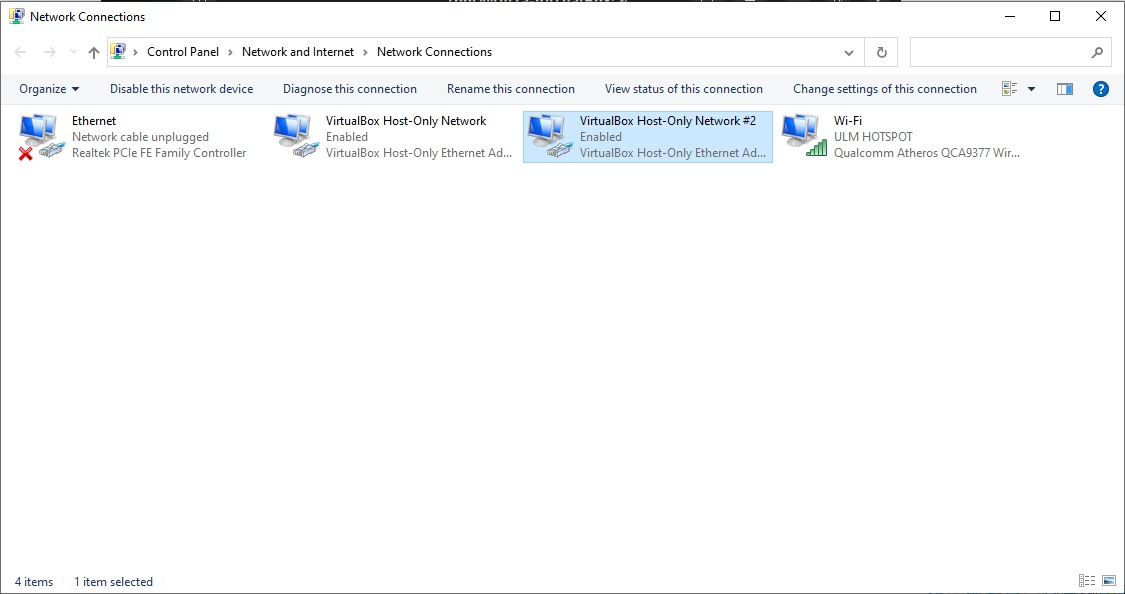 Network Connections
Control Panel > Network and Internet > Network Connections
Organize Disable this network device Diagnose this connection Rename this connection View status of this connection Change settings of this connection
Ethernet
Network cable unplugged
Realtek PCIe FE Family Controller
VirtualBox Host-Only Network
Enabled
VirtualBox Host-Only Ethernet Ad...
VirtualBox Host-Only Network #2
Enabled
VirtualBox Host-Only Ethernet Ad...
Wi-Fi
ULM HOTSPOT
Qualcomm Atheros QCA9377 Wir...
4 items 1 item selected